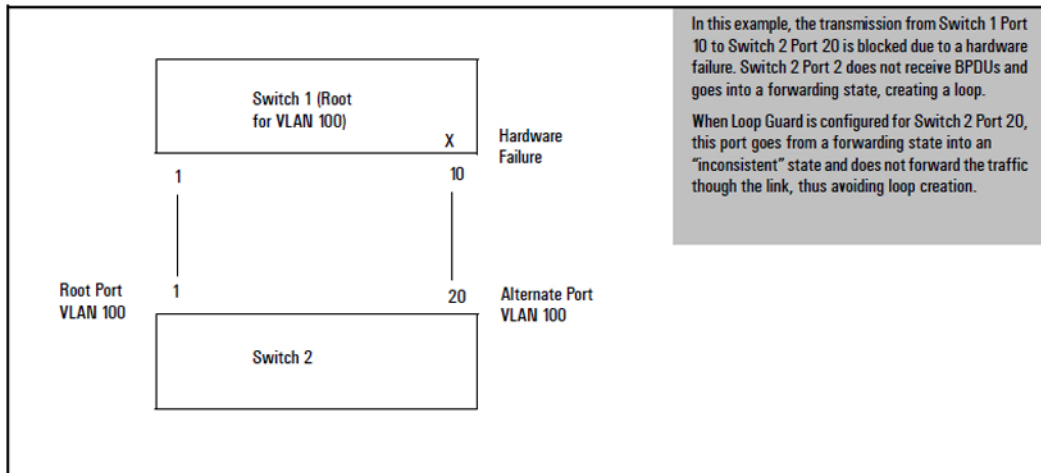 In this example, the transmission from Switch 1 Port
10 to Switch 2 Port 20 is blocked due to a hardware
failure. Switch 2 Port 2 does not receive BPDUs and
goes into a forwarding state, creating a loop.
When Loop Guard is configured for Switch 2 Port 20,
this port goes from a forwarding state into an
“inconsistent” state and does not forward the traffic
though the link, thus avoiding loop creation.
Switch 1 (Root
for VLAN 100)
X
Hardware
Failure
1
10
Root Port
VLAN 100
1
20
Alternate Port
VLAN 100
Switch 2